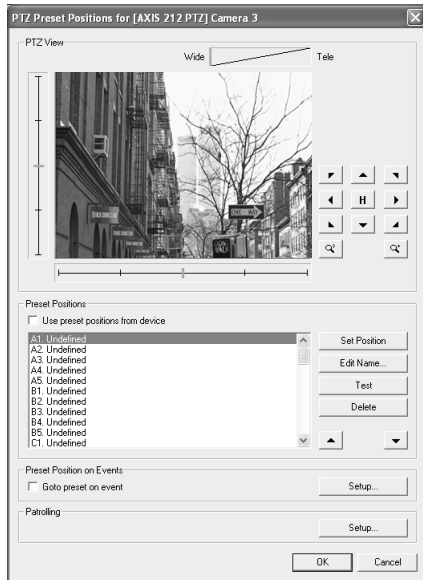 PTZ Preset Positions for [AXIS 212 PTZ] Camera 3
PTZ View
Wide
Tele
ONE WAY
H
Preset Positions
Use preset positions from device
A1. Undefined
A2. Undefined
A3. Undefined
A4. Undefined
A5. Undefined
B1. Undefined
B2. Undefined
B3. Undefined
B4. Undefined
B5. Undefined
C1. Undefined
Set Position
Edit Name...
Test
Delete
Preset Position on Events
Goto preset on event
Setup...
Patrolling
Setup...
OK
Cancel